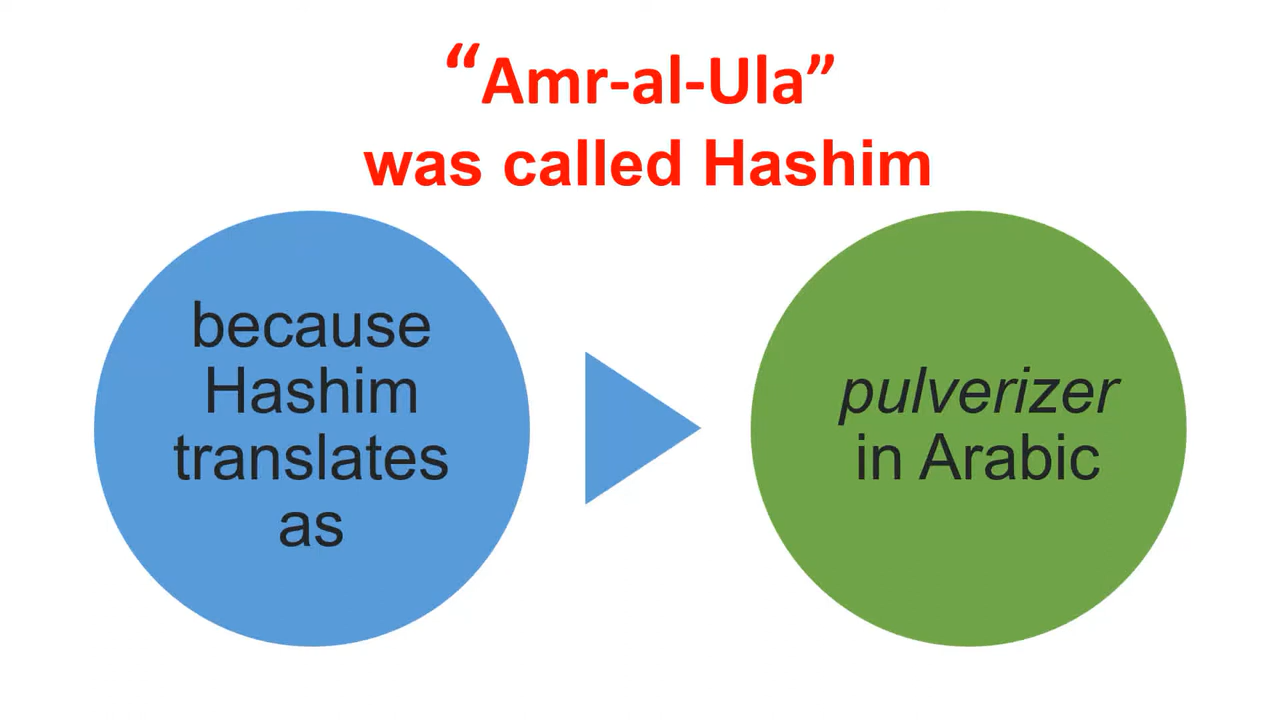 “Amr-al-Ula”
was called Hashim
because
Hashim
translates
as
pulverizer
in Arabic